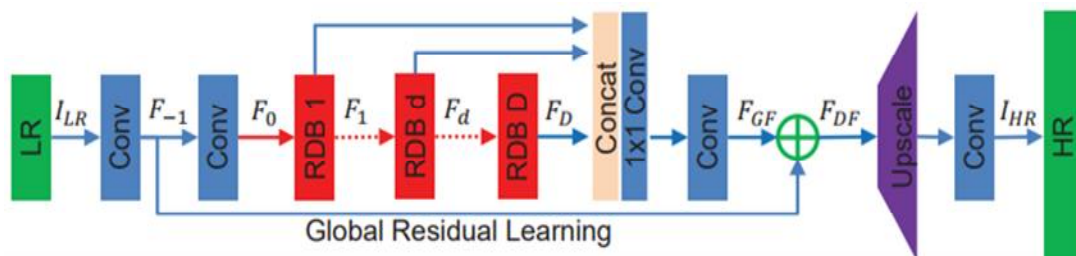 LR
I_LR
Conv
F_−1
Conv
F_0
RDB 1
F_1
RDB d
F_d
RDB D
F_D
Concat
1x1 Conv
Conv
F_GF
F_DF
Upscale
Conv
I_HR
HR
Global Residual Learning